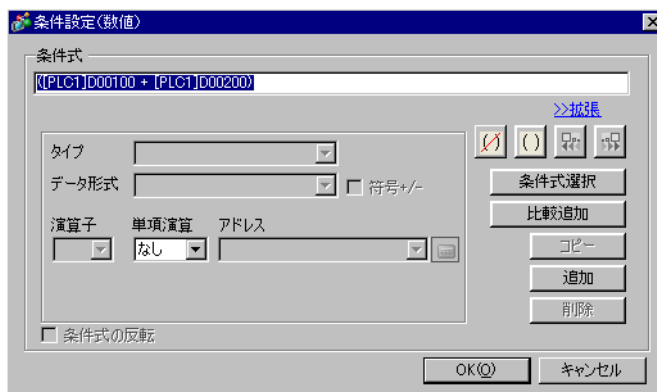 条件設定(数値)
条件式
([PLC1]D00100 + [PLC1]D00200)
>>拡張
( )
( )
タイプ
データ形式
符号+/-
条件式選択
比較追加
演算子
単項演算
アドレス
なし
コピー
追加
削除
条件式の反転
OK(O)
キャンセル